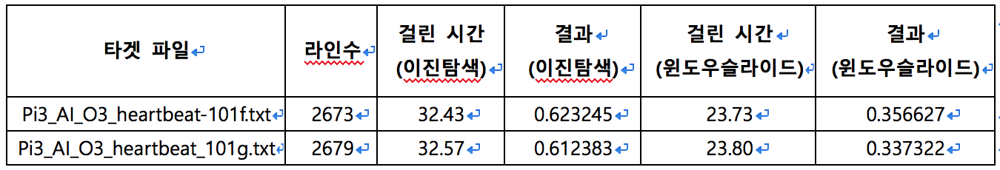 타겟 파일 라인수 걸린 시간 (이진탐색) 결과 (이진탐색) 걸린 시간 (윈도우슬라이드) 결과 (윈도우슬라이드)
Pi3_AI_O3_heartbeat-101f.txt 2673 32.43 0.623245 23.73 0.356627
Pi3_AI_O3_heartbeat_101g.txt 2679 32.57 0.612383 23.80 0.337322